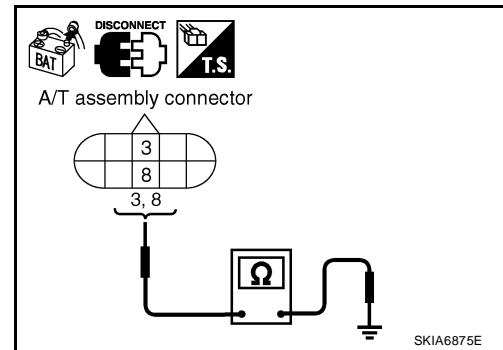 DISCONNECT
BAT
T.S.
A/T assembly connector
3
8
3, 8
Ω
SKIA6875E